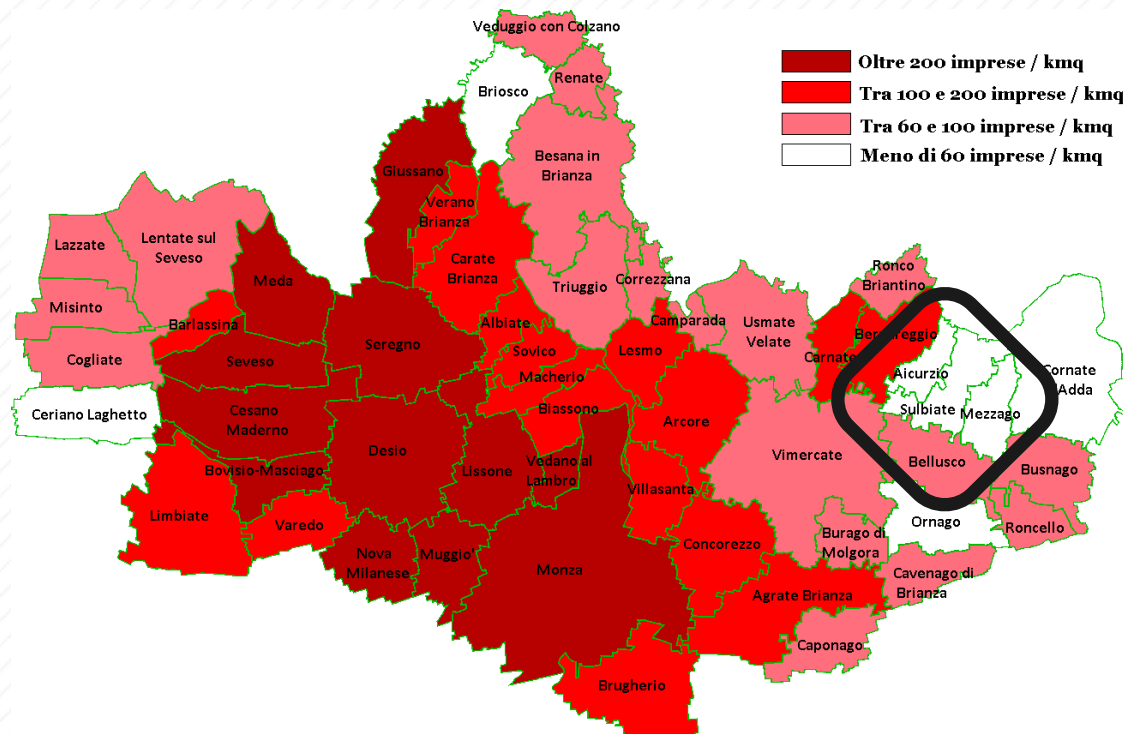 Veduggio con Colzano
Oltre 200 imprese / kmq
Renate
Briosco
Tra 100 e 200 imprese / kmq
Tra 60 e 100 imprese / kmq
Meno di 60 imprese / kmq
Besana in
Brianza
Giussano
Verano
Brianza
Lazzate
Lentate sul
Seveso
Carate
Brianza
Ronco
Briantino
Meda
Triuggio
Correzzana
Misinto
Barlassina
Albiate
Camparada
Usmate
Velate
Seregno
Sovico
Lesmo
Carnate
Cogliate
Seveso
Macherio
Aicurzio
Ceriano Laghetto
Cesano
Maderno
Biassono
Sulbiate
Mezzago
Arcore
Desio
Vimercate
Bovisio-Masciago
Lissone
Vedano al
Lambro
Bellusco
Busnago
Villasanta
Limbiate
Varedo
Ornago
Roncello
Burago di
Molgora
Concorezzo
Nova
Milanese
Muggio'
Monza
Cavenago di
Brianza
Agrate Brianza
Caponago
Brugherio